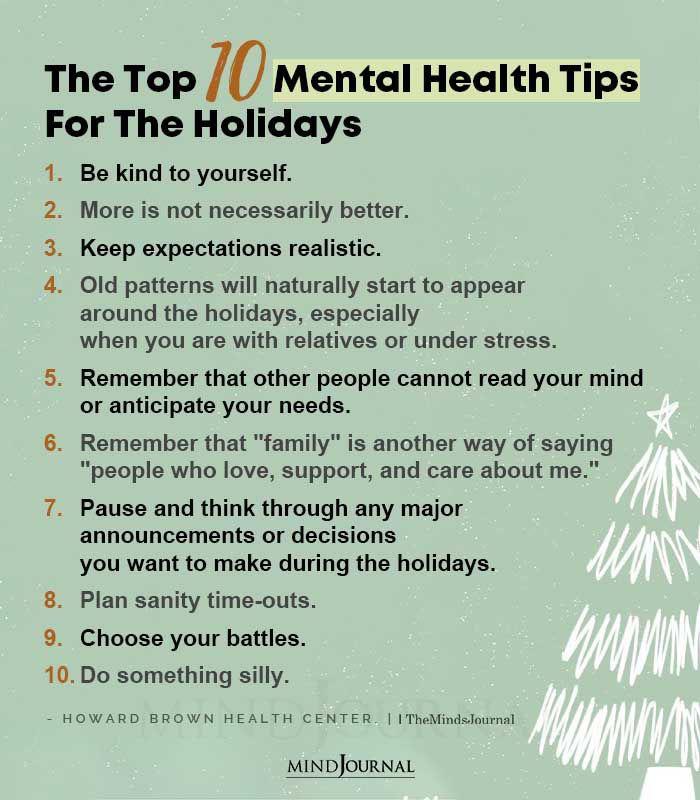 The Top 10 Mental Health Tips
For The Holidays
1. Be kind to yourself.
2. More is not necessarily better.
3. Keep expectations realistic.
4. Old patterns will naturally start to appear
around the holidays, especially
when you are with relatives or under stress.
5. Remember that other people cannot read your mind
or anticipate your needs.
6. Remember that "family" is another way of saying
"people who love, support, and care about me."
7. Pause and think through any major
announcements or decisions
you want to make during the holidays.
8. Plan sanity time-outs.
9. Choose your battles.
10. Do something silly.
MINDJOURNAL
- HOWARD BROWN HEALTH CENTER. | I TheMindsJournal
MINDJOURNAL